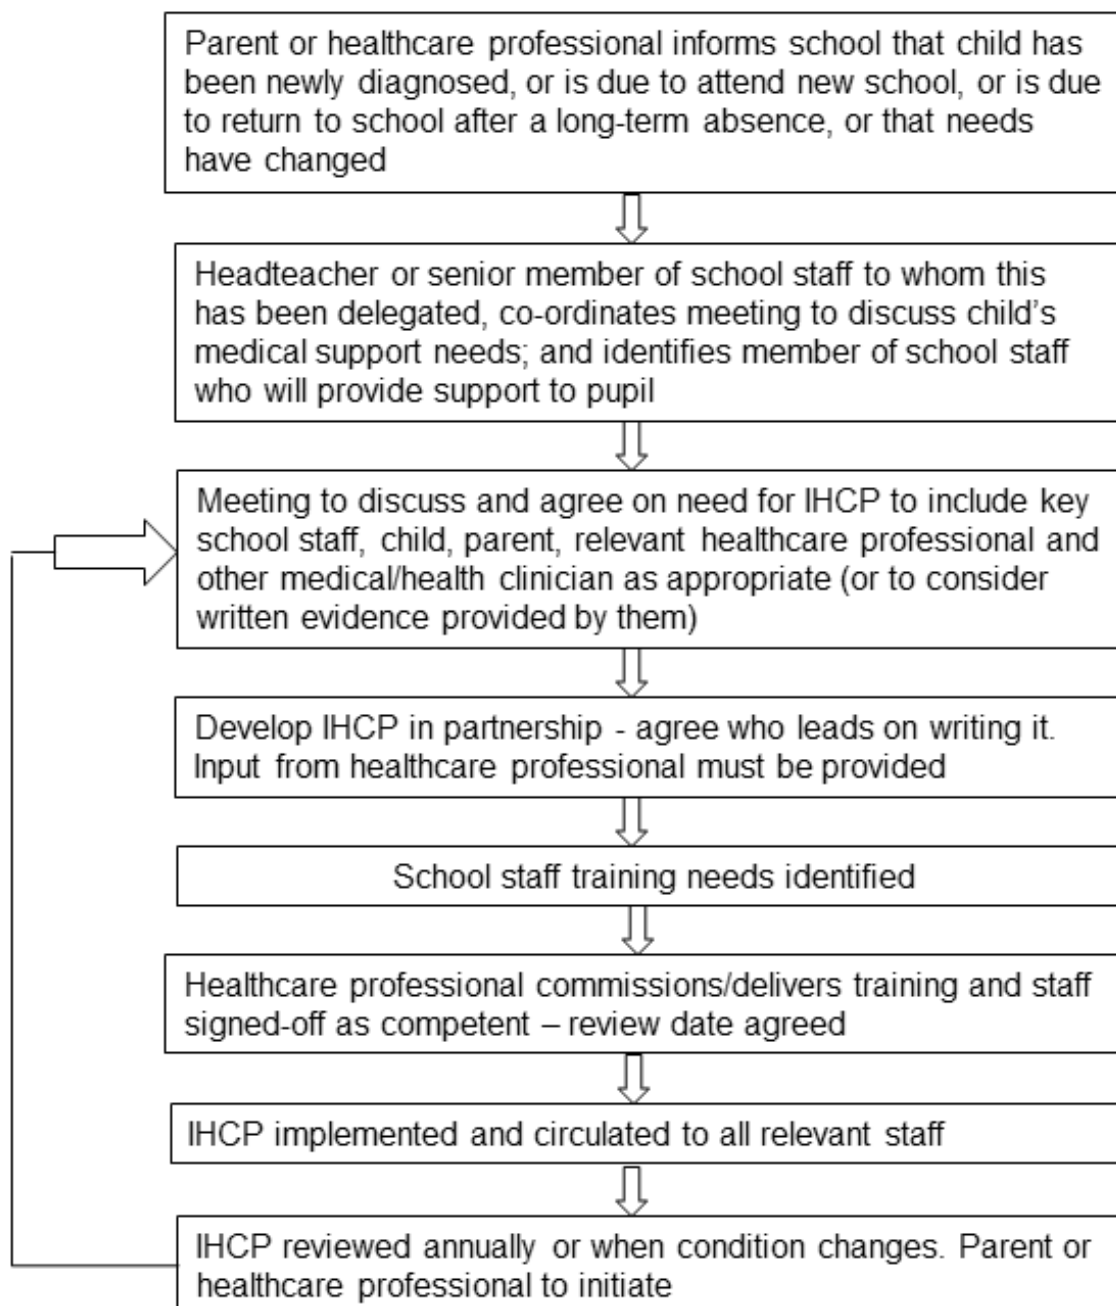 Parent or healthcare professional informs school that child has
been newly diagnosed, or is due to attend new school, or is due
to return to school after a long-term absence, or that needs
have changed
Headteacher or senior member of school staff to whom this
has been delegated, co-ordinates meeting to discuss child’s
medical support needs; and identifies member of school staff
who will provide support to pupil
Meeting to discuss and agree on need for IHCP to include key
school staff, child, parent, relevant healthcare professional and
other medical/health clinician as appropriate (or to consider
written evidence provided by them)
Develop IHCP in partnership - agree who leads on writing it.
Input from healthcare professional must be provided
School staff training needs identified
Healthcare professional commissions/delivers training and staff
signed-off as competent – review date agreed
IHCP implemented and circulated to all relevant staff
IHCP reviewed annually or when condition changes. Parent or
healthcare professional to initiate